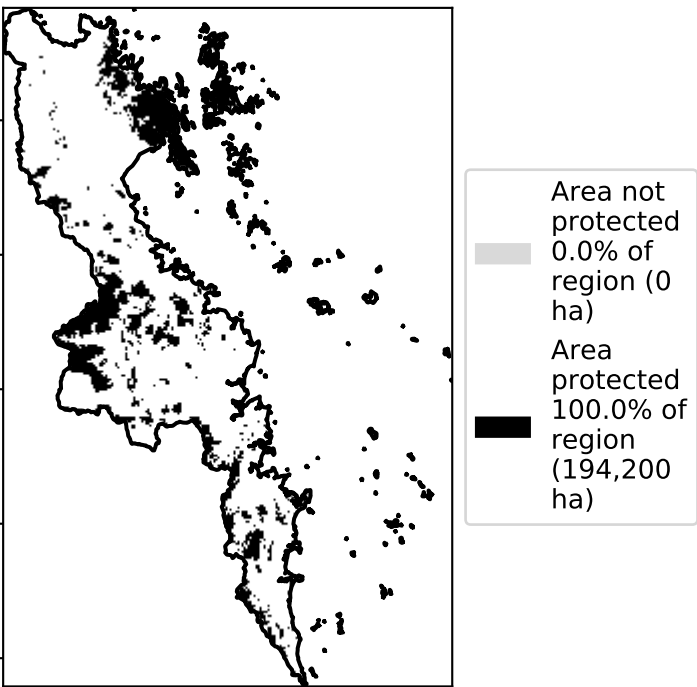 Area not
protected
0.0% of
region (0
ha)
Area
protected
100.0% of
region
(194,200
ha)